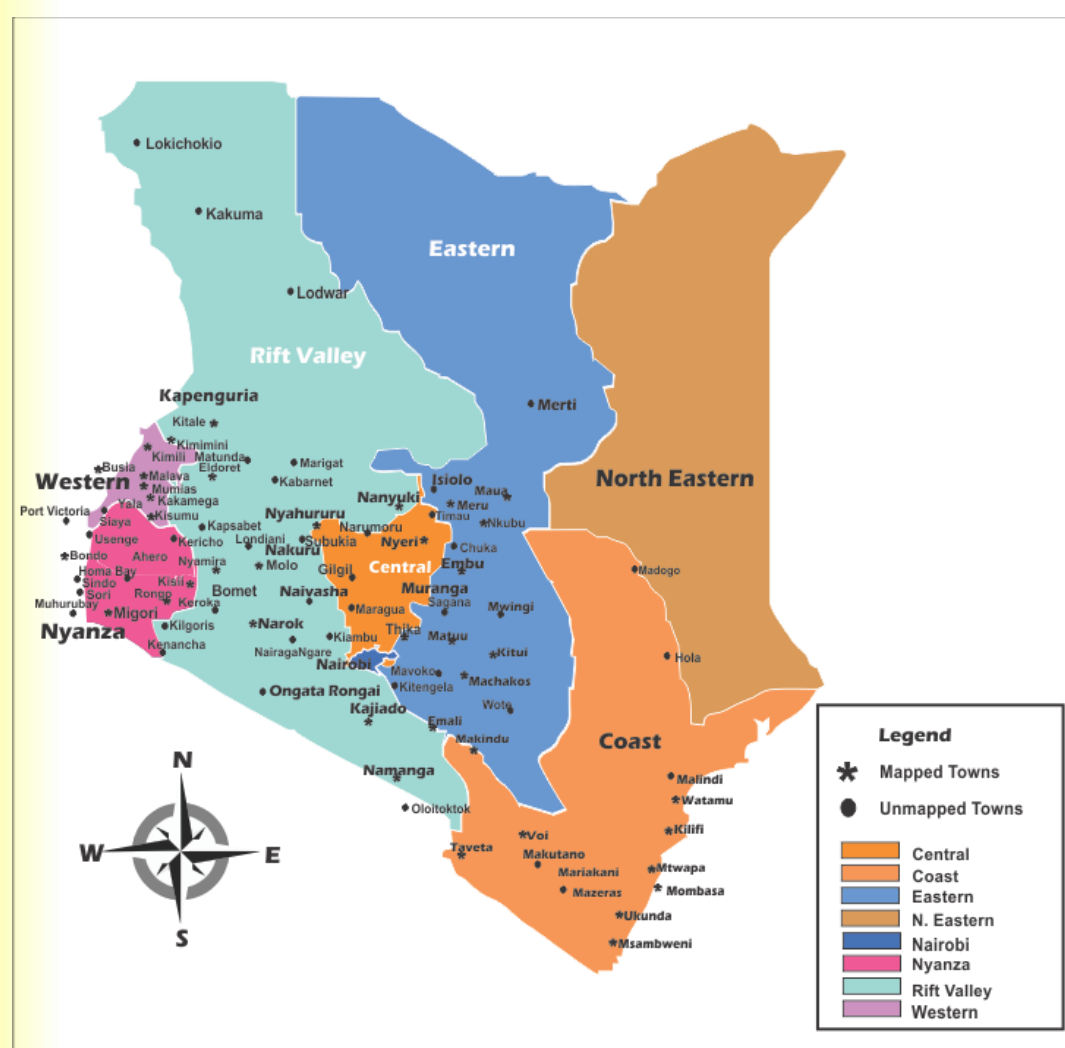 Lokichokio
Kakuma
Eastern
Lodwar
Rift Valley
Kapenguria
Merti
Kitale
Kimimini
Kimili
Matunda
Marigat
Busia
Eldoret
Malava
Western
Mumias
Kabarnet
Isiolo
North Eastern
Kakamega
Nanyuki
Maua
Yala
Meru
Port Victoria
Siaya
Kisumu
Nyahururu
Timau
Nkubu
Kapsabet
Narumoru
Usenge
Kericho
Londiani
Subukia
Nyeri
Chuka
Nakuru
Bondo
Ahero
Nyamira
Molo
Central
Embu
Homa Bay
Gilgil
Madogo
Sindo
Kisii
Muranga
Sori
Rongo
Bomet
Naivasha
Muhurubay
Keroka
Sagana
Mwingi
Migori
Maragua
Nyanza
Kilgoris
Narok
Thika
Matuu
Kenancha
NairagaNgare
Kiambu
Kitui
Hola
Nairobi
Mavoko
Machakos
Ongata Rongai
Kitengela
Wote
Kajiado
Emali
Makindu
Coast
Namanga
Malindi
Oloitoktok
Watamu
Voi
Kilifi
Taveta
Makutano
Mariakani
Mtwapa
Mazeras
Mombasa
Ukunda
Msambweni
N
W
E
S
Legend
Mapped Towns
Unmapped Towns
Central
Coast
Eastern
N. Eastern
Nairobi
Nyanza
Rift Valley
Western